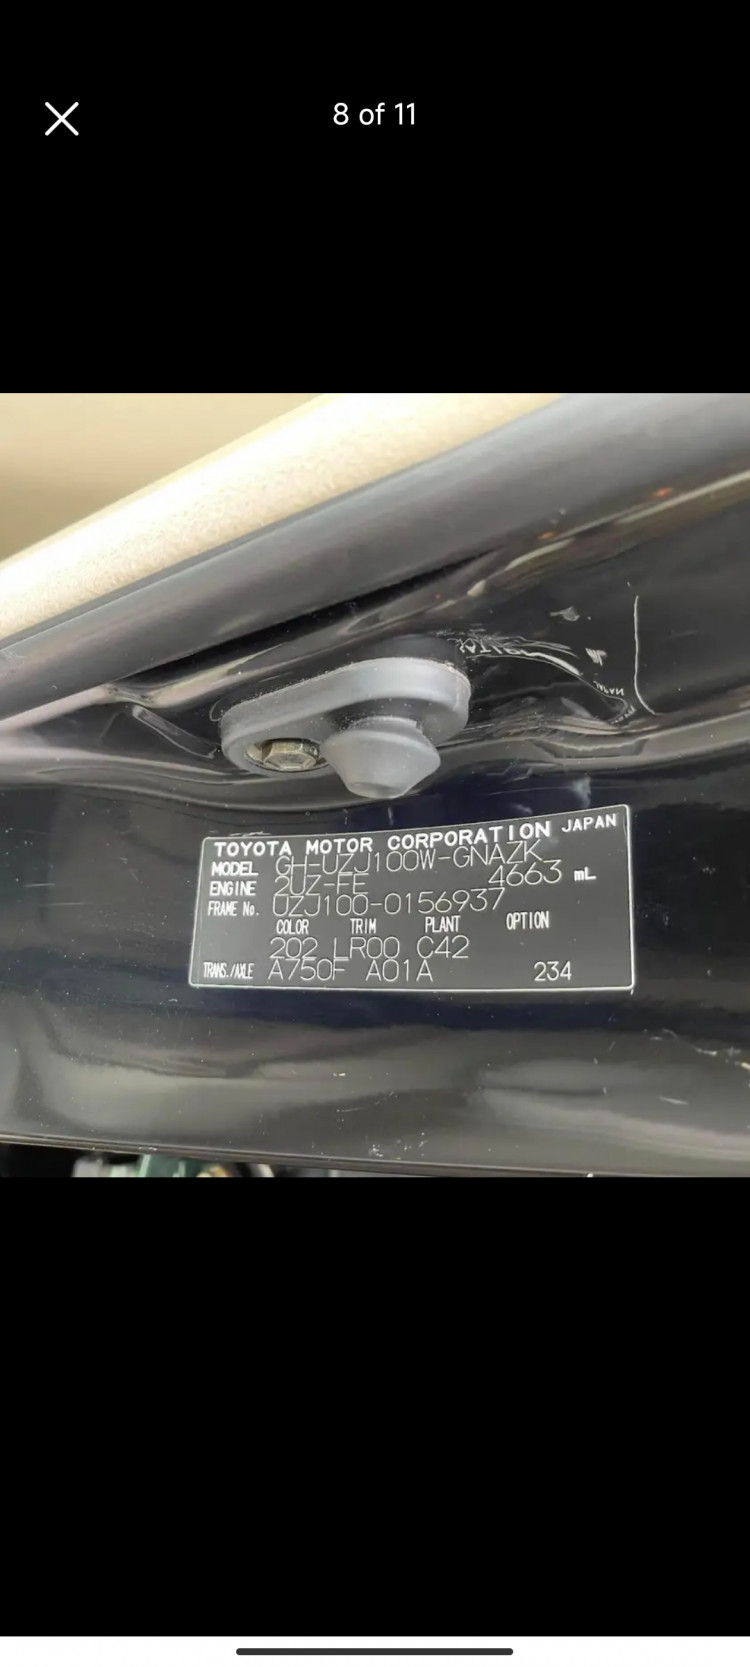 8 of 11
TOYOTA MOTOR CORPORATION JAPAN
MODEL GH-UZJ100W-GNAZK
ENGINE 2UZ-FE 4663 mL
FRAME No. UZJ100-0156937
COLOR TRIM PLANT OPTION
202 LR00 C42
TRANS./AXLE A750F A01A 234